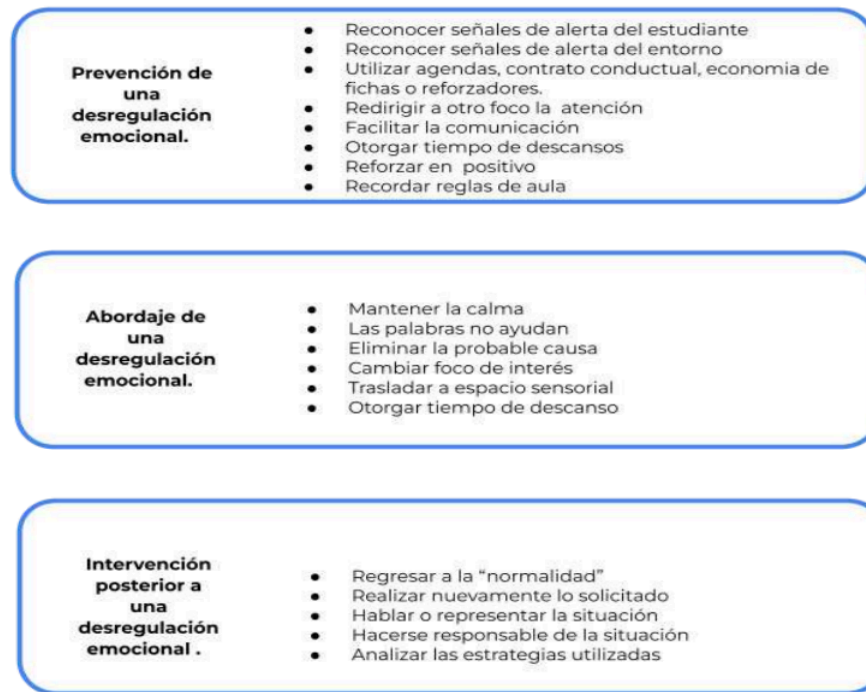 Prevención de
una
desregulación
emocional.
● Reconocer señales de alerta del estudiante
● Reconocer señales de alerta del entorno
● Utilizar agendas, contrato conductual, economia de
fichas o reforzadores.
● Redirigir a otro foco la atención
● Facilitar la comunicación
● Otorgar tiempo de descansos
● Reforzar en positivo
● Recordar reglas de aula
Abordaje de
una
desregulación
emocional.
● Mantener la calma
● Las palabras no ayudan
● Eliminar la probable causa
● Cambiar foco de interés
● Trasladar a espacio sensorial
● Otorgar tiempo de descanso
Intervención
posterior a
una
desregulación
emocional .
● Regresar a la “normalidad”
● Realizar nuevamente lo solicitado
● Hablar o representar la situación
● Hacerse responsable de la situación
● Analizar las estrategias utilizadas